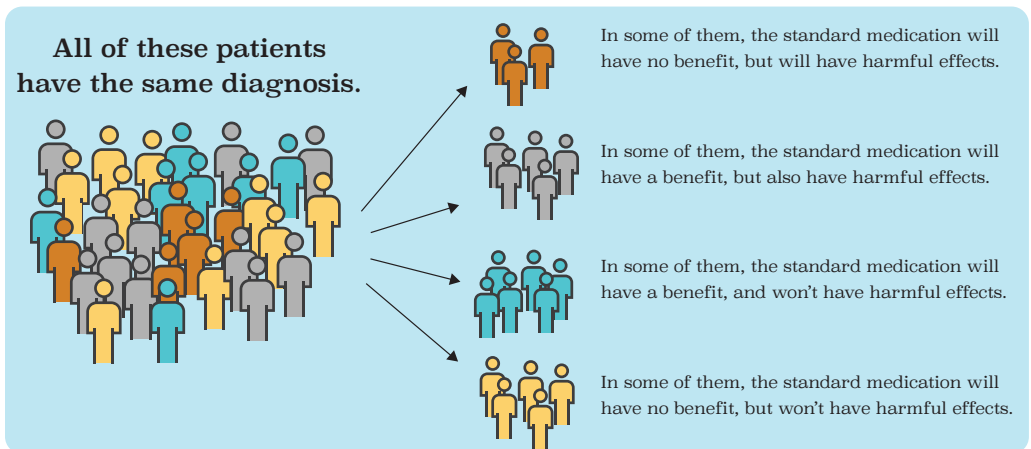 All of these patients
have the same diagnosis.
In some of them, the standard medication will
have no benefit, but will have harmful effects.
In some of them, the standard medication will
have a benefit, but also have harmful effects.
In some of them, the standard medication will
have a benefit, and won't have harmful effects.
In some of them, the standard medication will
have no benefit, but won't have harmful effects.